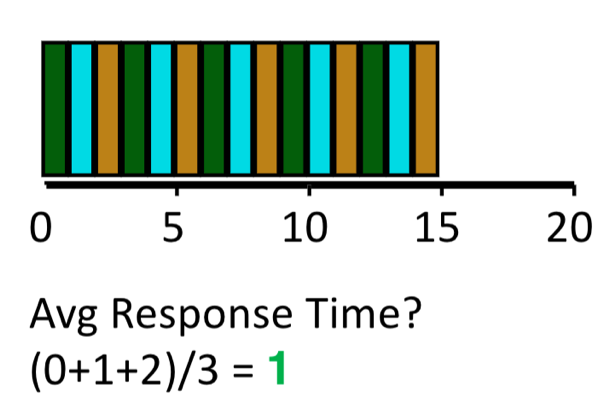 0 5 10 15 20
Avg Response Time?
(0+1+2)/3 = 1